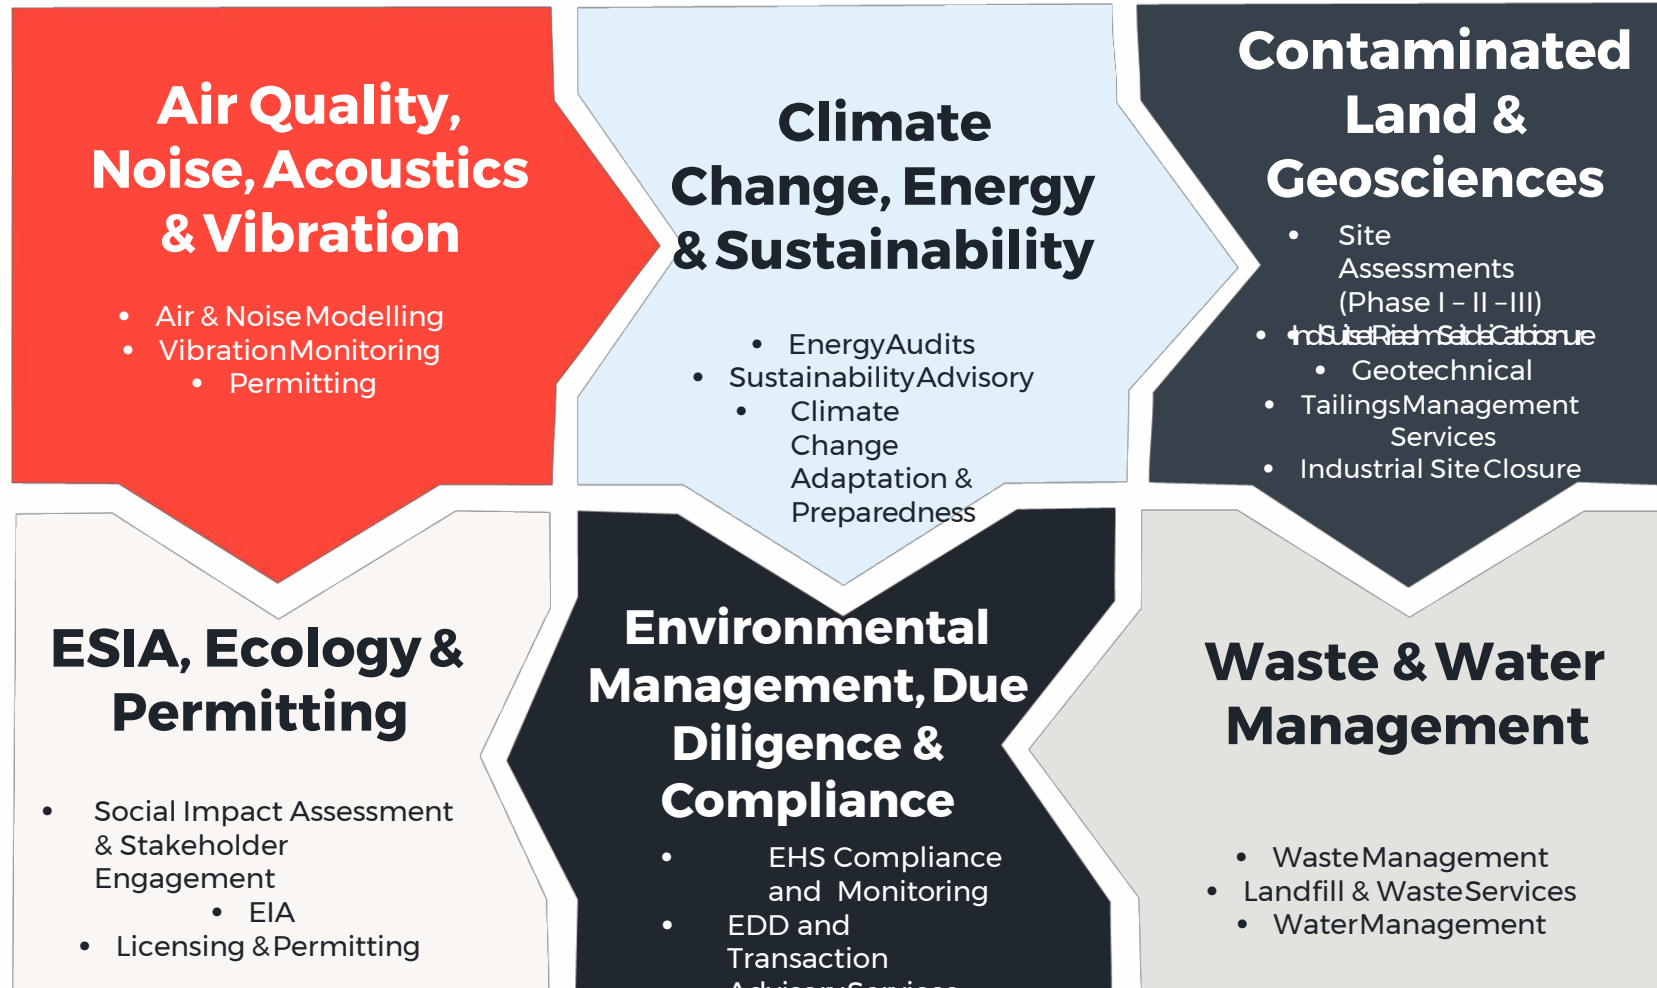 Air Quality,
Noise, Acoustics
& Vibration
• Air & Noise Modelling
• Vibration Monitoring
• Permitting
Climate
Change, Energy
& Sustainability
• Energy Audits
• Sustainability Advisory
• Climate
Change
Adaptation &
Preparedness
Contaminated
Land &
Geosciences
• Site
Assessments
(Phase I – II –III)
• Geotechnical
• Tailings Management
Services
• Industrial Site Closure
ESIA, Ecology &
Permitting
• Social Impact Assessment
& Stakeholder
Engagement
• EIA
• Licensing & Permitting
Environmental
Management, Due
Diligence &
Compliance
• EHS Compliance
and Monitoring
• EDD and
Transaction
Advisory Services
Waste & Water
Management
• Waste Management
• Landfill & Waste Services
• Water Management